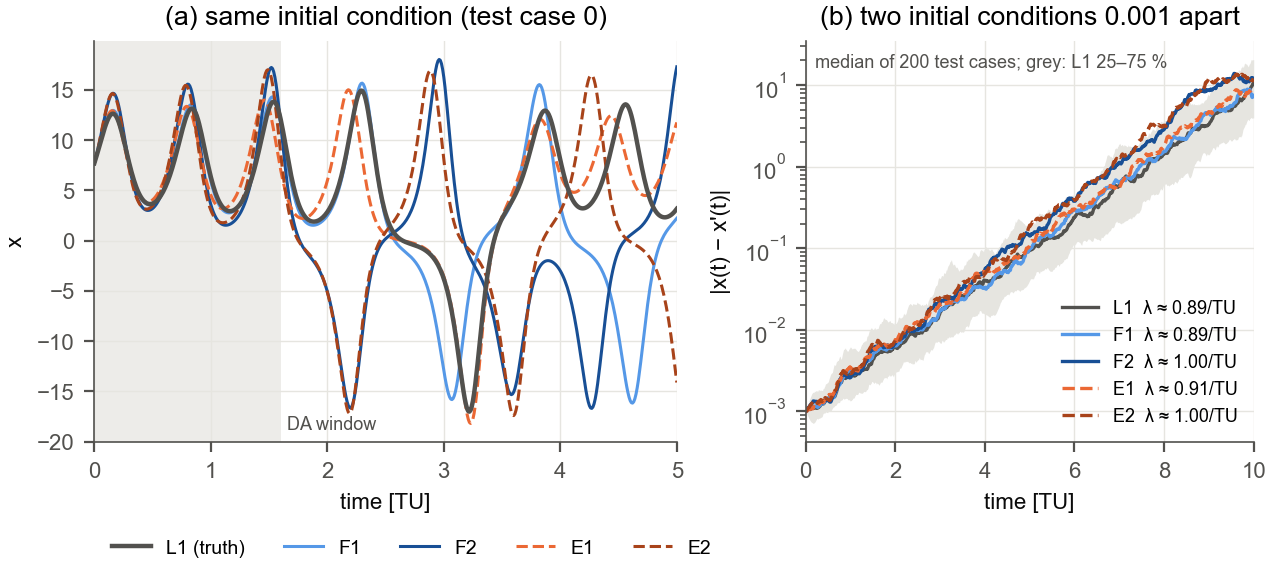 (a) same initial condition (test case 0)
15
10
5
0
−5
−10
−15
−20
x
DA window
0 1 2 3 4 5
time [TU]
(b) two initial conditions 0.001 apart
median of 200 test cases; grey: L1 25–75 %
10¹
10⁰
10⁻¹
10⁻²
10⁻³
|x(t) − x′(t)|
L1 λ ≈ 0.89/TU
F1 λ ≈ 0.89/TU
F2 λ ≈ 1.00/TU
E1 λ ≈ 0.91/TU
E2 λ ≈ 1.00/TU
0 2 4 6 8 10
time [TU]
L1 (truth) F1 F2 E1 E2